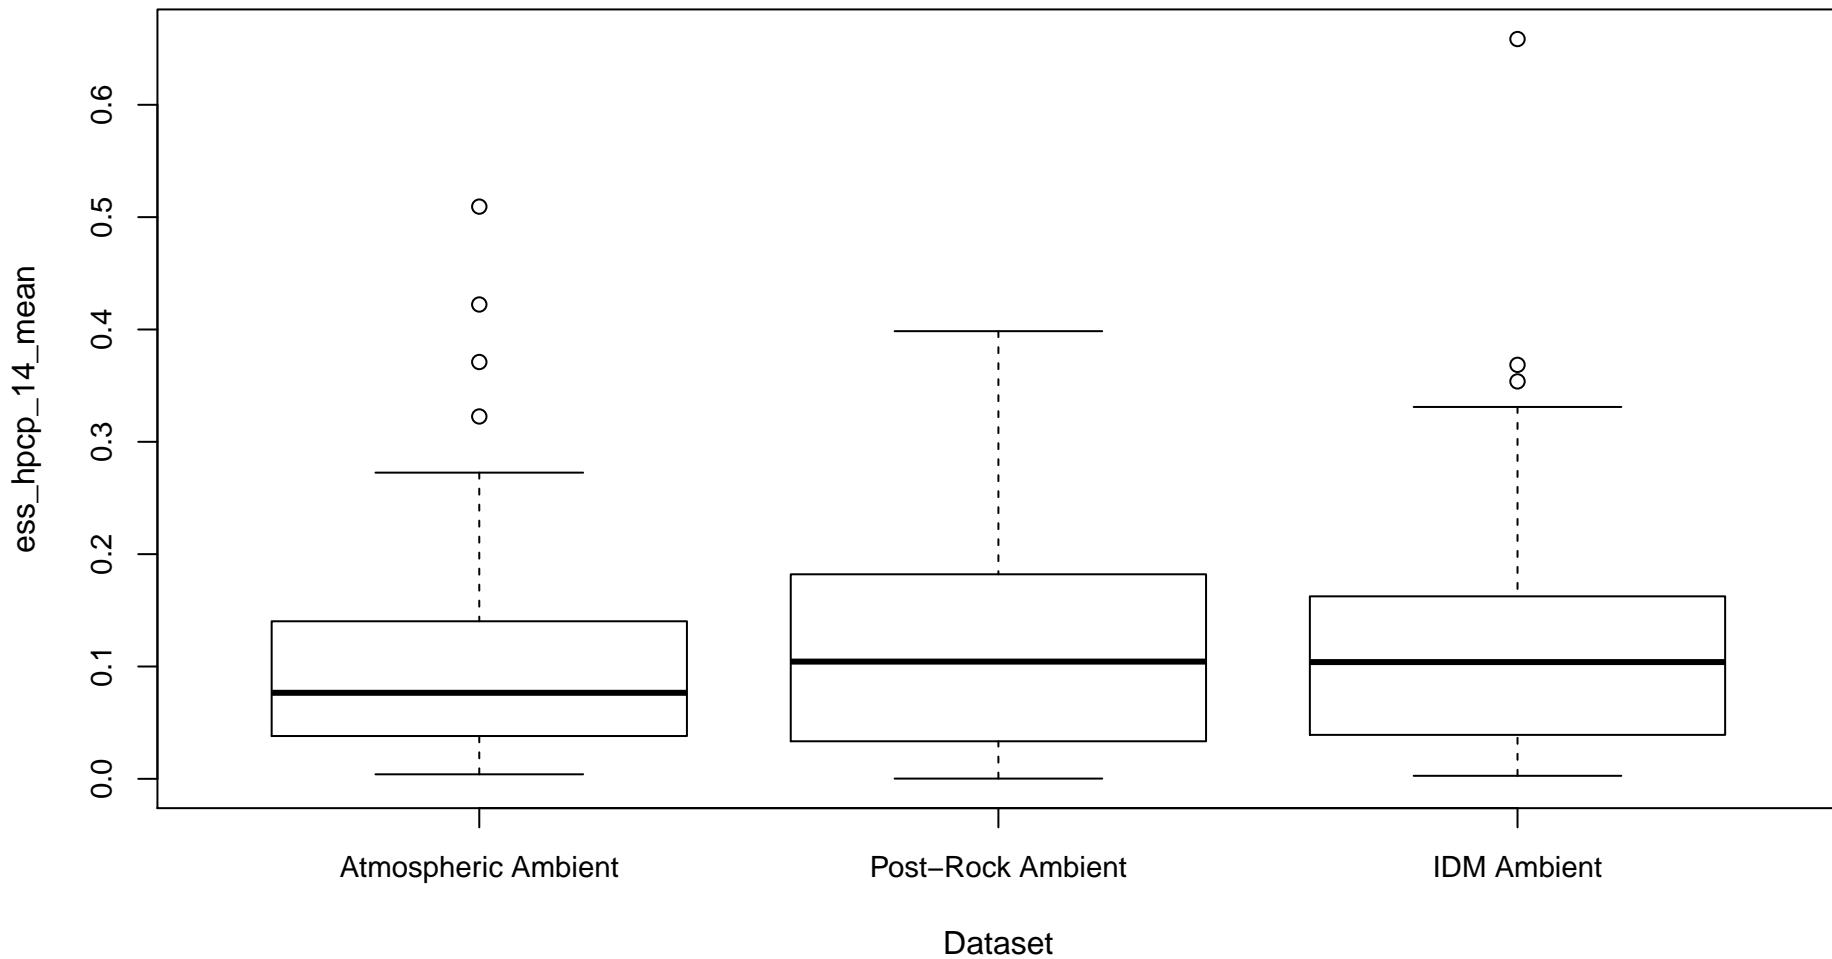 ess_hpcp_14_mean
0.6
0.5
0.4
0.3
0.2
0.1
0.0
Atmospheric Ambient Post−Rock Ambient IDM Ambient
Dataset